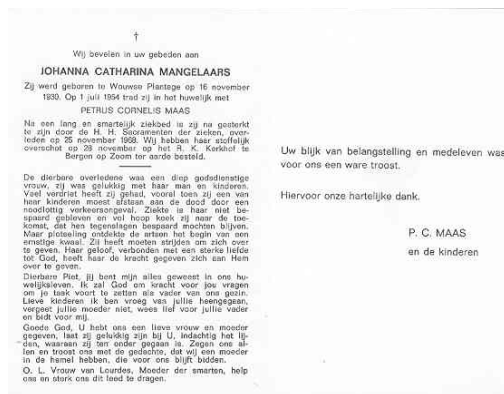 †
Wij bevelen in uw gebeden aan
JOHANNA CATHARINA MANGELAARS
Zij werd geboren te Wouwse Plantage op 16 november
1930. Op 1 juli 1954 trad zij in het huwelijk met
PETRUS CORNELIS MAAS
Na een lang en smartelijk ziekbed is zij na gesterkt
te zijn door de H. H. Sacramenten der zieken, over-
leden op 25 november 1968. Wij hebben haar stoffelijk
overschot op 28 november op het R. K. Kerkhof te
Bergen op Zoom ter aarde besteld.
De dierbare overledene was een diep godsdienstige
vrouw, zij was gelukkig met haar man en kinderen.
Veel verdriet heeft zij gehad, vooral toen zij een van
haar kinderen moest afstaan aan de dood door een
noodlottig verkeersongeval. Ziekte is haar niet be-
spaard gebleven en vol hoop keek zij naar de toe-
komst, dat hen tegenslagen bespaard mochten blijven.
Maar plotseling ontdekte de artsen het begin van een
ernstige kwaal. Zij heeft moeten strijden om zich over
te geven. Haar geloof, verbonden met een sterke liefde
tot God, heeft haar de kracht gegeven zich aan Hem
over te geven.
Dierbare Piet, jij bent mijn alles geweest in ons hu-
welijksleven. Ik zal God om kracht voor jou vragen
om je taak voort te zetten als vader van ons gezin.
Lieve kinderen ik ben vroeg van jullie heengegaan,
vergeet jullie moeder niet, wees lief voor jullie vader
en bidt voor mij.
Goede God, U hebt ons een lieve vrouw en moeder
gegeven, laat zij gelukkig zijn bij U, indachtig het lij-
den, waaraan zij ten onder gegaan is. Zegen ons al-
len en troost ons met de gedachte, dat wij een moeder
in de hemel hebben, die voor ons blijft bidden.
O. L. Vrouw van Lourdes, Moeder der smarten, help
ons en sterk ons dit leed te dragen.
Uw blijk van belangstelling en medeleven was
voor ons een ware troost.
Hiervoor onze hartelijke dank.
P. C. MAAS
en de kinderen